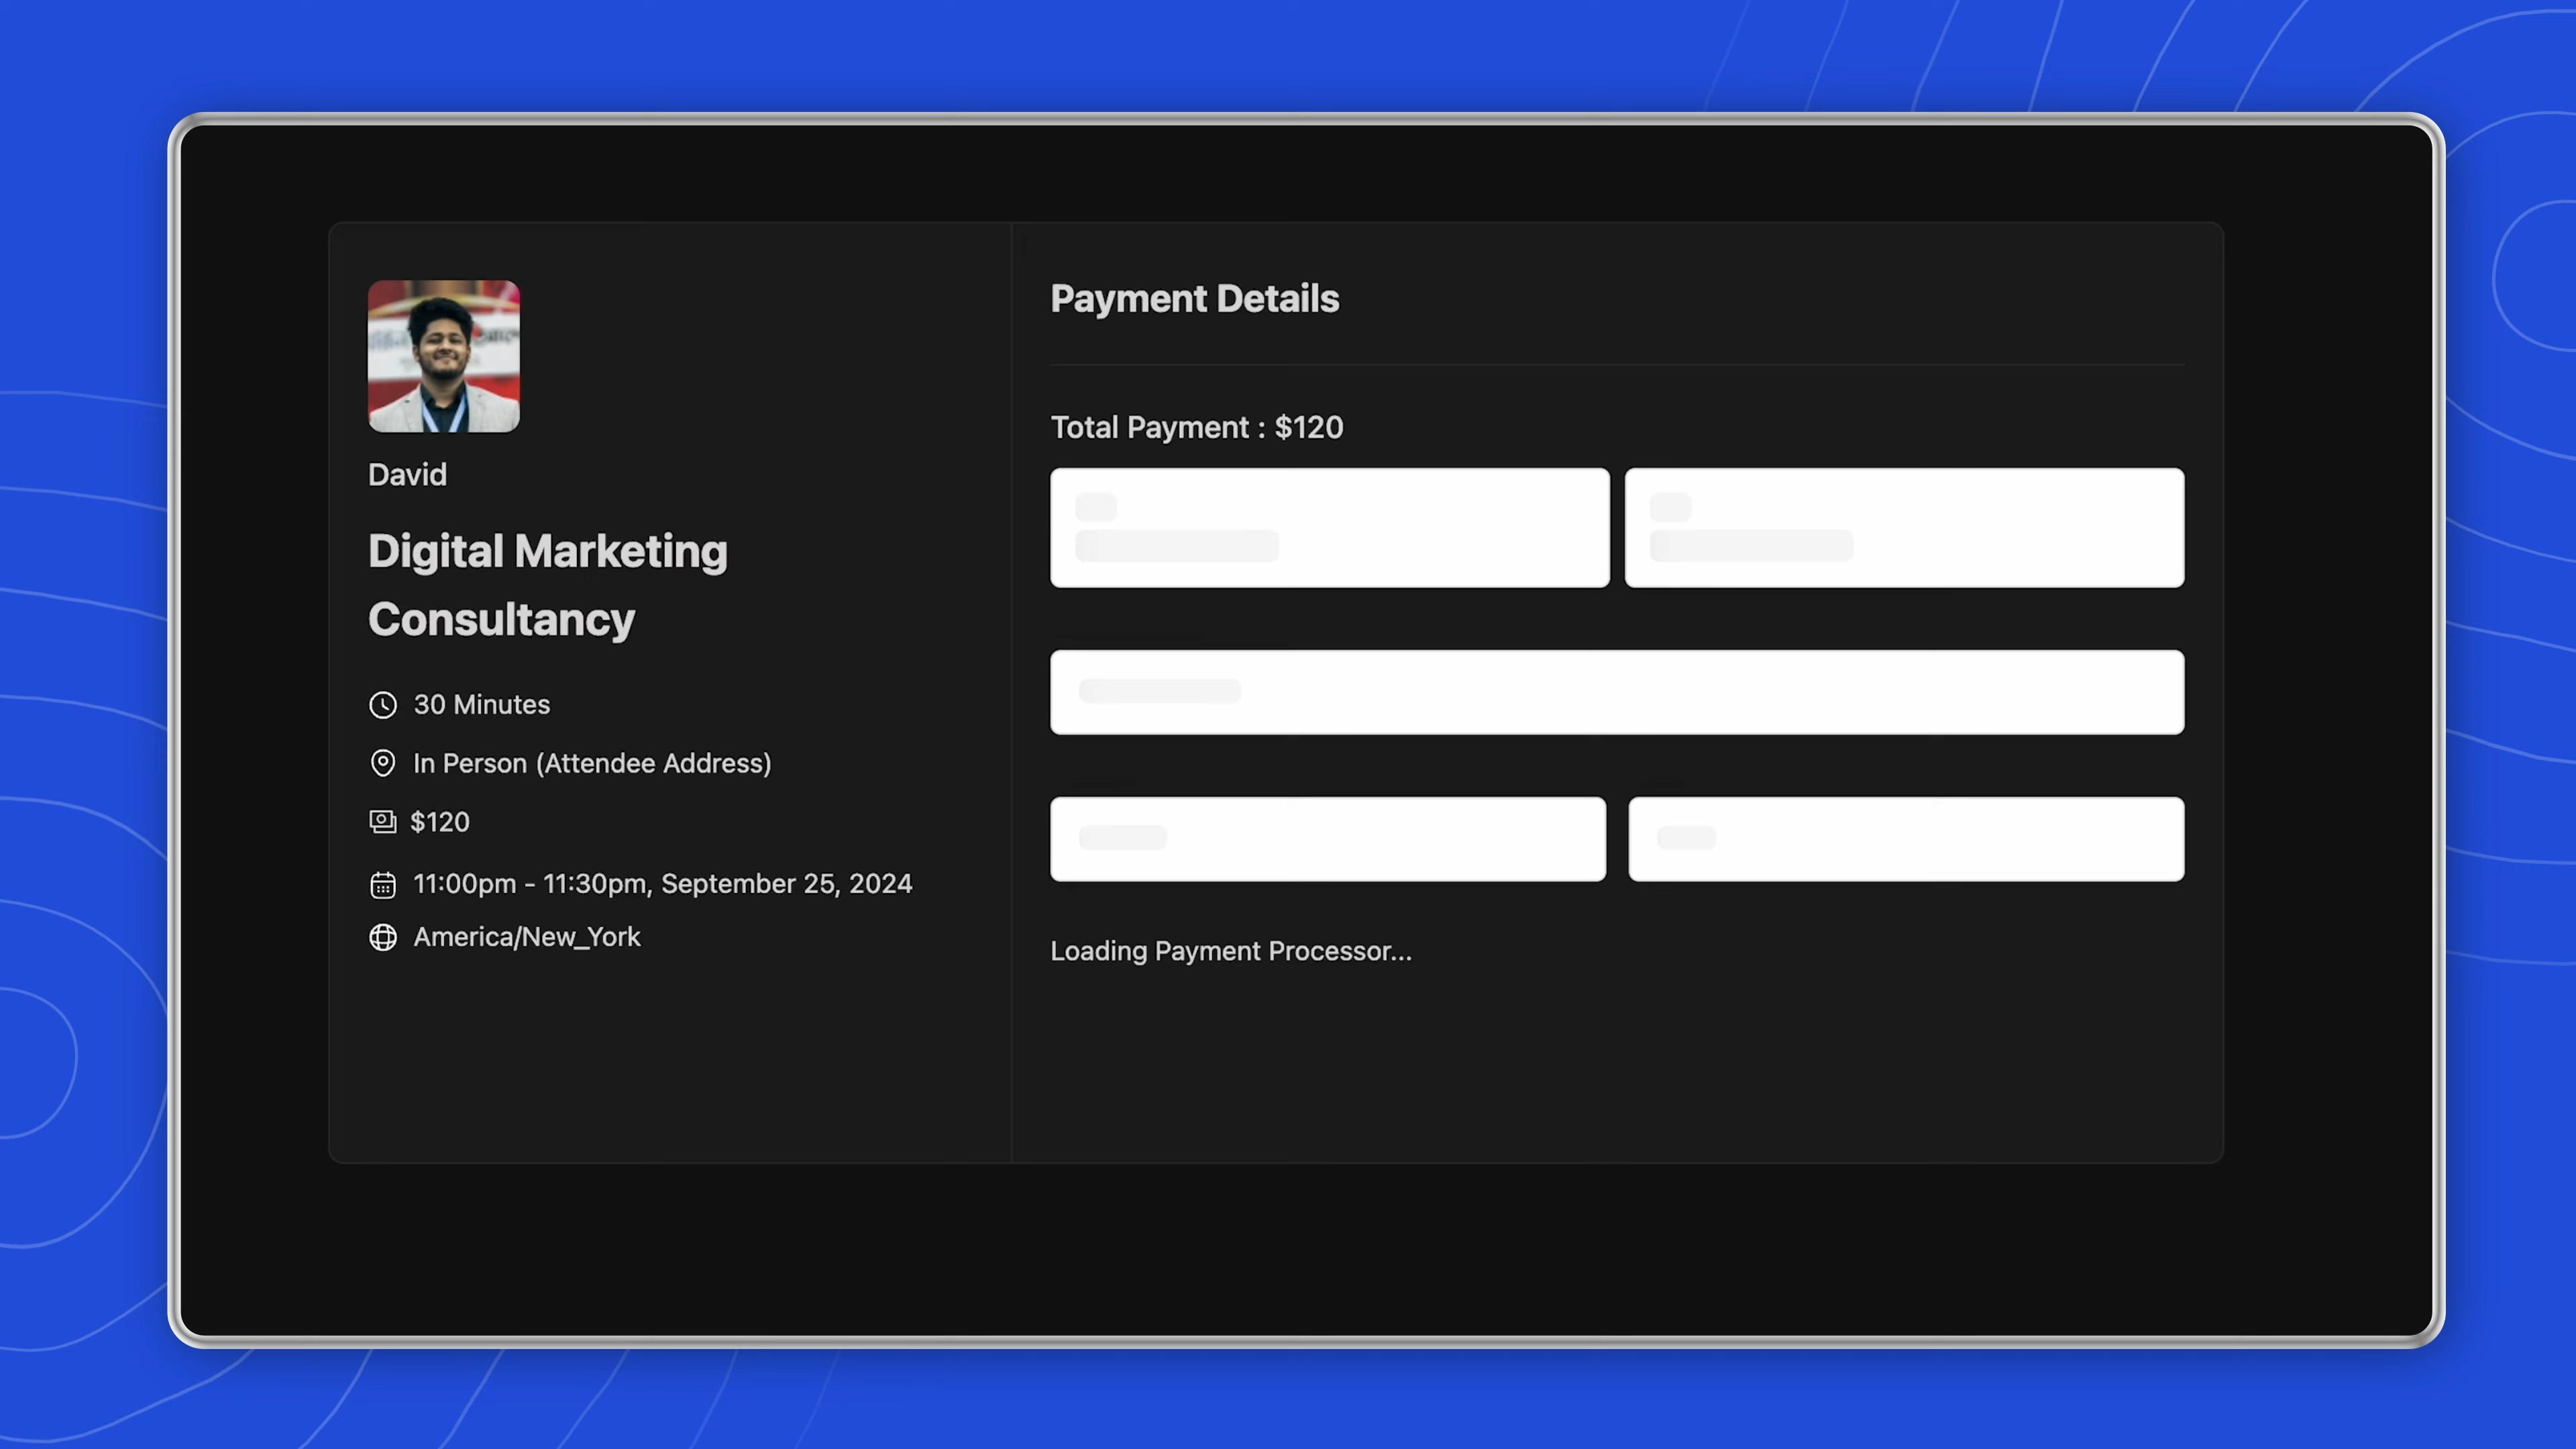 David
Digital Marketing
Consultancy
30 Minutes
In Person (Attendee Address)
$120
11:00pm - 11:30pm, September 25, 2024
America/New_York
Payment Details
Total Payment : $120
Loading Payment Processor...